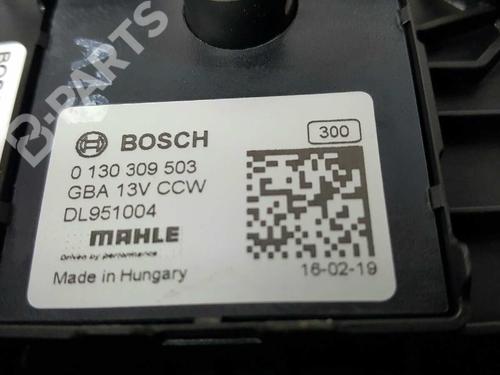 B-PARTS
BOSCH
300
0 130 309 503
GBA 13V CCW
DL951004
MAHLE
Driven by performance
Made in Hungary
16-02-19